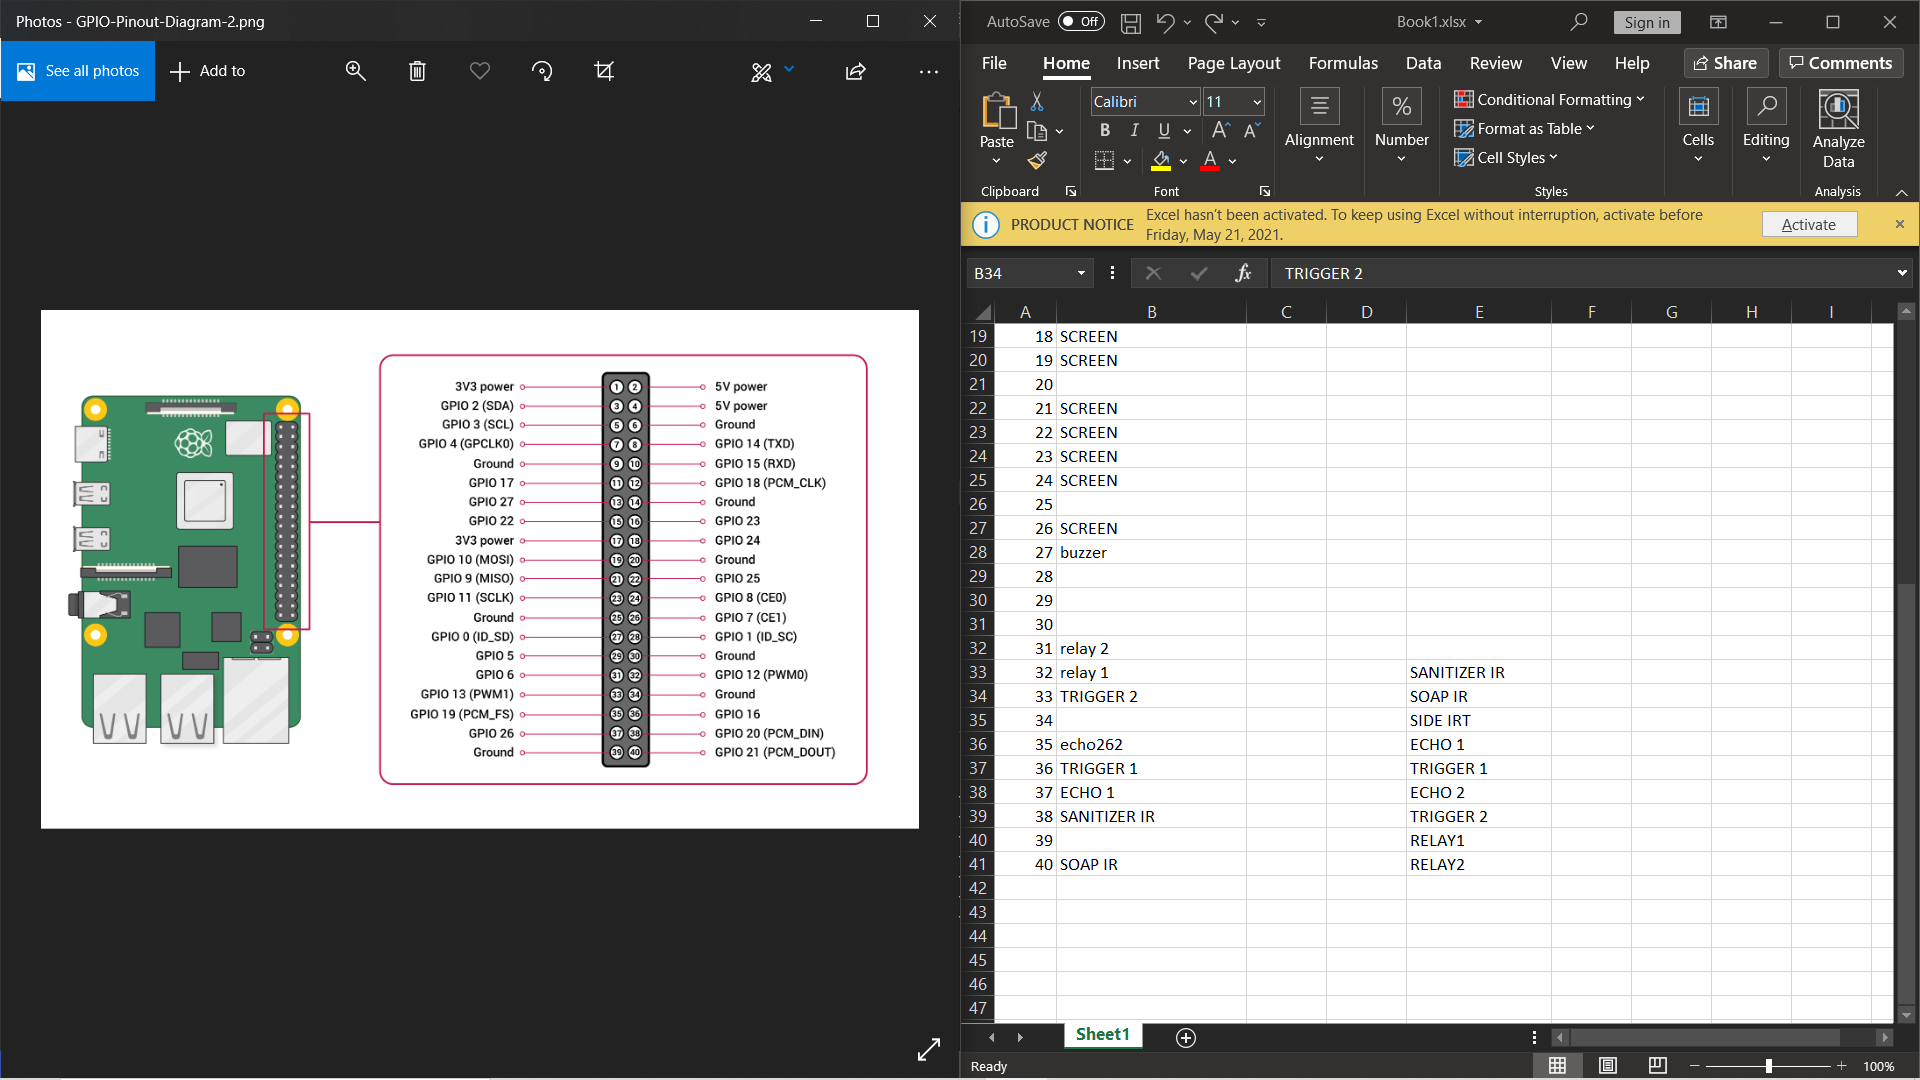 Photos - GPIO-Pinout-Diagram-2.png
See all photos
Add to
3V3 power 1 2 5V power
GPIO 2 (SDA) 3 4 5V power
GPIO 3 (SCL) 5 6 Ground
GPIO 4 (GPCLK0) 7 8 GPIO 14 (TXD)
Ground 9 10 GPIO 15 (RXD)
GPIO 17 11 12 GPIO 18 (PCM_CLK)
GPIO 27 13 14 Ground
GPIO 22 15 16 GPIO 23
3V3 power 17 18 GPIO 24
GPIO 10 (MOSI) 19 20 Ground
GPIO 9 (MISO) 21 22 GPIO 25
GPIO 11 (SCLK) 23 24 GPIO 8 (CE0)
Ground 25 26 GPIO 7 (CE1)
GPIO 0 (ID_SD) 27 28 GPIO 1 (ID_SC)
GPIO 5 29 30 Ground
GPIO 6 31 32 GPIO 12 (PWM0)
GPIO 13 (PWM1) 33 34 Ground
GPIO 19 (PCM_FS) 35 36 GPIO 16
GPIO 26 37 38 GPIO 20 (PCM_DIN)
Ground 39 40 GPIO 21 (PCM_DOUT)
AutoSave Off Book1.xlsx Sign in
File Home Insert Page Layout Formulas Data Review View Help Share Comments
Paste
Clipboard
Calibri 11
B I U A A
A
Font
Alignment
%
Number
Conditional Formatting
Format as Table
Cell Styles
Styles
Cells
Editing
Analyze
Data
Analysis
PRODUCT NOTICE Excel hasn't been activated. To keep using Excel without interruption, activate before
Friday, May 21, 2021.
Activate
B34 fx TRIGGER 2
A B C D E F G H I
19 18 SCREEN
20 19 SCREEN
21 20
22 21 SCREEN
23 22 SCREEN
24 23 SCREEN
25 24 SCREEN
26 25
27 26 SCREEN
28 27 buzzer
29 28
30 29
31 30
32 31 relay 2
33 32 relay 1 SANITIZER IR
34 33 TRIGGER 2 SOAP IR
35 34 SIDE IRT
36 35 echo262 ECHO 1
37 36 TRIGGER 1 TRIGGER 1
38 37 ECHO 1 ECHO 2
39 38 SANITIZER IR TRIGGER 2
40 39 RELAY1
41 40 SOAP IR RELAY2
42
43
44
45
46
47
Sheet1
Ready
100%